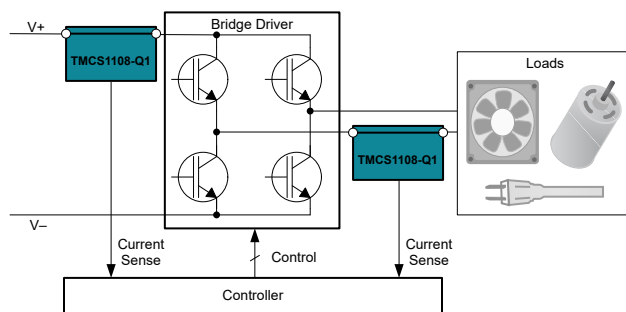 V+
TMCS1108-Q1
Bridge Driver
Loads
TMCS1108-Q1
V–
Current
Sense
Control
Current
Sense
Controller